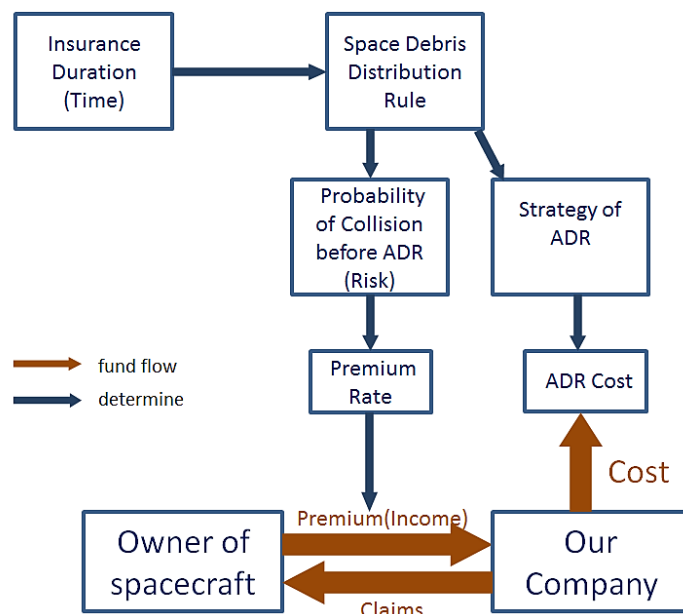 Insurance
Duration
(Time)
Space Debris
Distribution
Rule
Probability
of Collision
before ADR
(Risk)
Strategy of
ADR
fund flow
determine
Premium
Rate
ADR Cost
Cost
Premium(Income)
Owner of
spacecraft
Our
Company
Claims